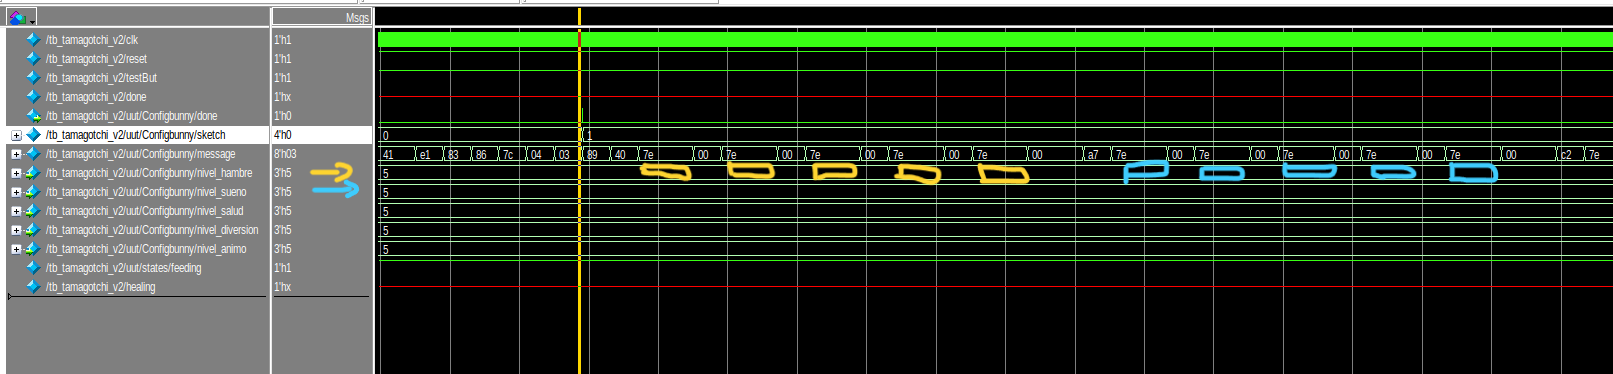 Msgs
/tb_tamagotchi_v2/clk 1'h1
/tb_tamagotchi_v2/reset 1'h1
/tb_tamagotchi_v2/testBut 1'h1
/tb_tamagotchi_v2/done 1'hx
/tb_tamagotchi_v2/uut/Configbunny/done 1'h0
/tb_tamagotchi_v2/uut/Configbunny/sketch 4'h0 0 1
/tb_tamagotchi_v2/uut/Configbunny/message 8'h03 41 e1 83 86 7c 04 03 89 40 7e 00 7e 00 7e 00 7e 00 7e 00 a7 7e 00 7e 00 7e 00 7e 00 7e 00 c2 7e
/tb_tamagotchi_v2/uut/Configbunny/nivel_hambre 3'h5 5
/tb_tamagotchi_v2/uut/Configbunny/nivel_sueno 3'h5 5
/tb_tamagotchi_v2/uut/Configbunny/nivel_salud 3'h5 5
/tb_tamagotchi_v2/uut/Configbunny/nivel_diversion 3'h5 5
/tb_tamagotchi_v2/uut/Configbunny/nivel_animo 3'h5 5
/tb_tamagotchi_v2/uut/states/feeding 1'h1
/tb_tamagotchi_v2/healing 1'hx